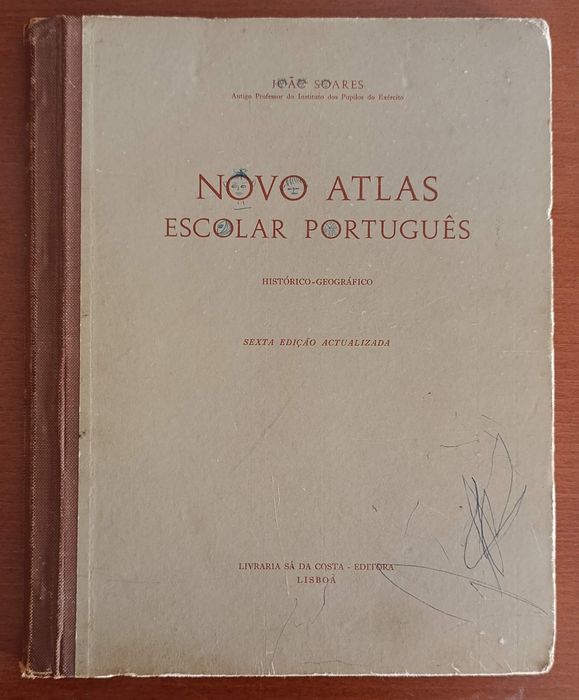 JOÃO SOARES
Antigo Professor do Instituto dos Pupilos do Exército
NOVO ATLAS
ESCOLAR PORTUGUÊS
HISTÓRICO-GEOGRÁFICO
SEXTA EDIÇÃO ACTUALIZADA
LIVRARIA SÁ DA COSTA - EDITORA
LISBOA